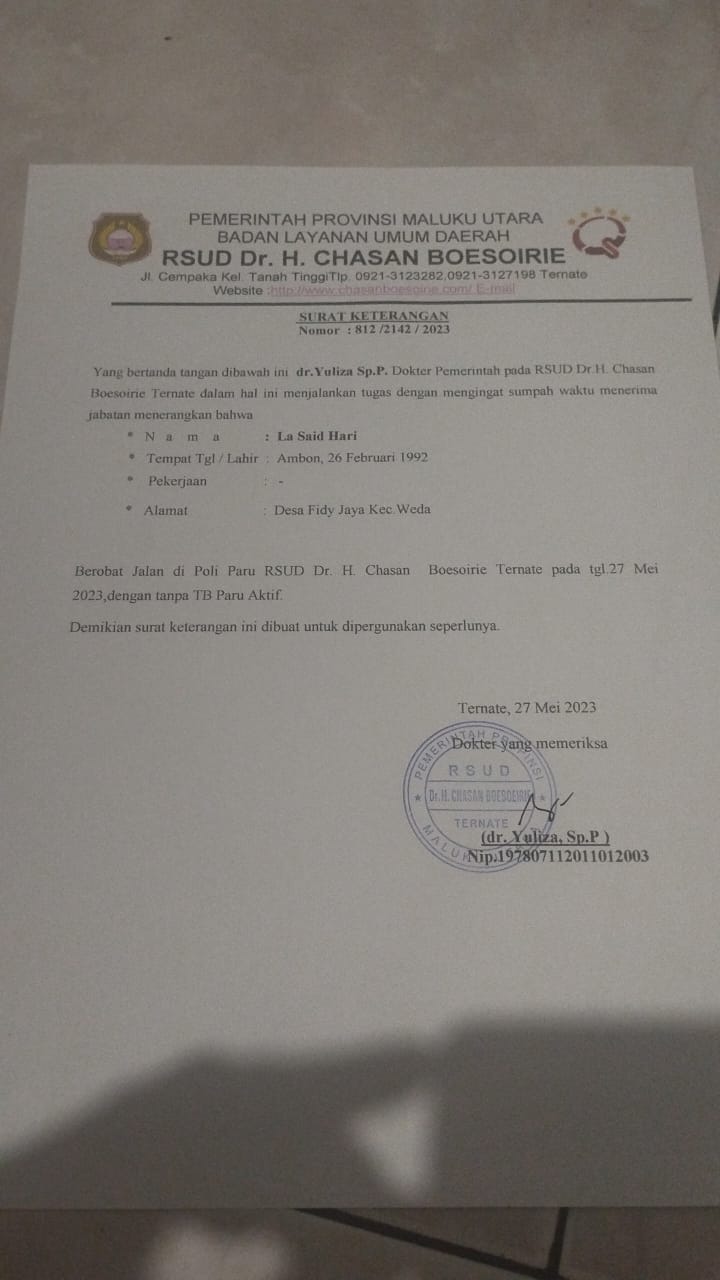 PEMERINTAH PROVINSI MALUKU UTARA
BADAN LAYANAN UMUM DAERAH
RSUD Dr. H. CHASAN BOESOIRIE
Jl. Cempaka Kel. Tanah TinggiTlp. 0921-3123282,0921-3127198 Ternate
Website :http://www.chasanboesoirie.com/ E-mail
SURAT KETERANGAN
Nomor : 812 /2142 / 2023
Yang bertanda tangan dibawah ini dr.Yuliza Sp.P. Dokter Pemerintah pada RSUD Dr.H. Chasan
Boesoirie Ternate dalam hal ini menjalankan tugas dengan mengingat sumpah waktu menerima
jabatan menerangkan bahwa
* N a m a : La Said Hari
* Tempat Tgl / Lahir : Ambon, 26 Februari 1992
* Pekerjaan : -
* Alamat : Desa Fidy Jaya Kec.Weda
Berobat Jalan di Poli Paru RSUD Dr. H. Chasan Boesoirie Ternate pada tgl.27 Mei
2023,dengan tanpa TB Paru Aktif.
Demikian surat keterangan ini dibuat untuk dipergunakan seperlunya.
Ternate, 27 Mei 2023
Dokter yang memeriksa
PEMERINTAH PROVINSI
RSUD
Dr. H. CHASAN BOESOIRIE
TERNATE
(dr. Yuliza, Sp.P )
Nip.197807112011012003